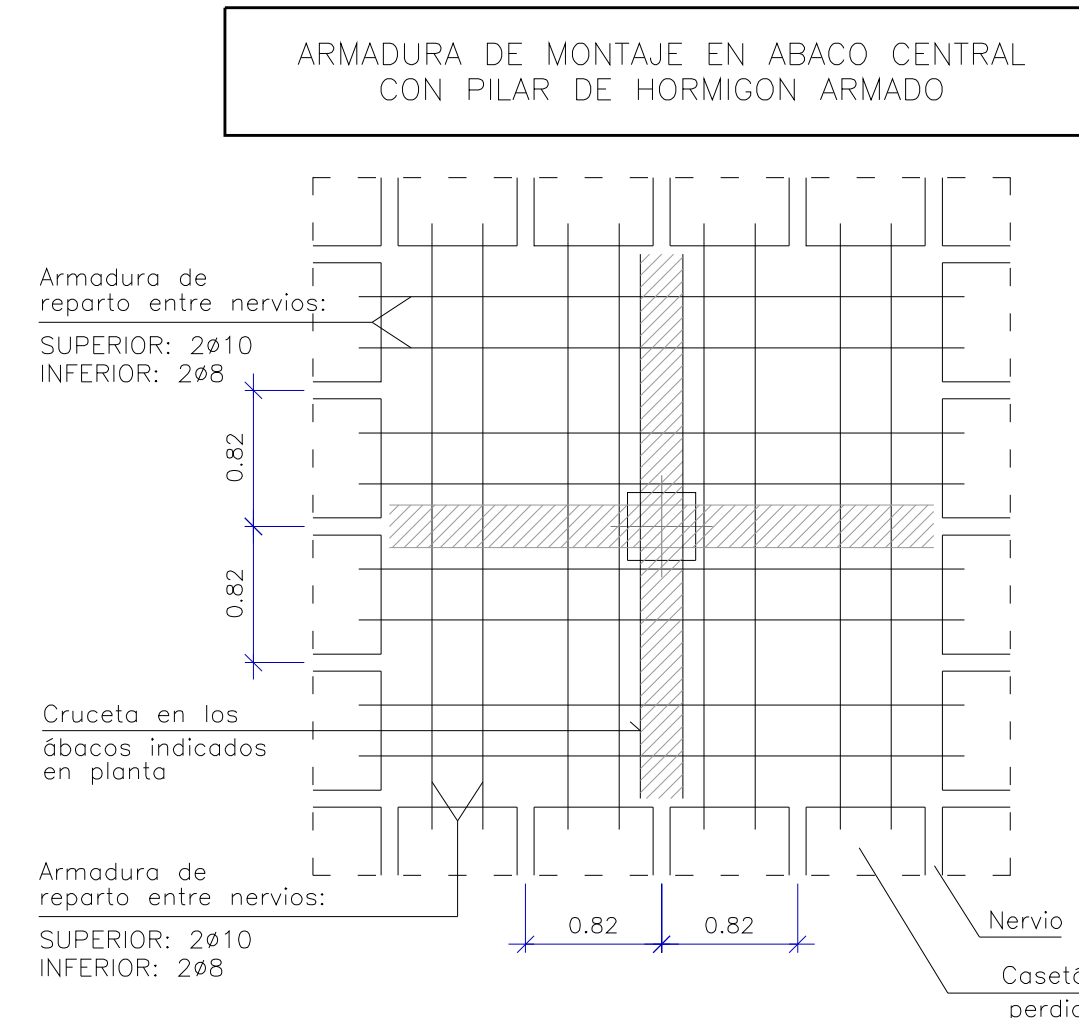 ARMADURA DE MONTAJE EN ABACO CENTRAL
CON PILAR DE HORMIGON ARMADO
Armadura de
reparto entre nervios:
SUPERIOR: 2ø10
INFERIOR: 2ø8
0.82
0.82
Cruceta en los
ábacos indicados
en planta
Armadura de
reparto entre nervios:
SUPERIOR: 2ø10
INFERIOR: 2ø8
0.82
0.82
Nervio